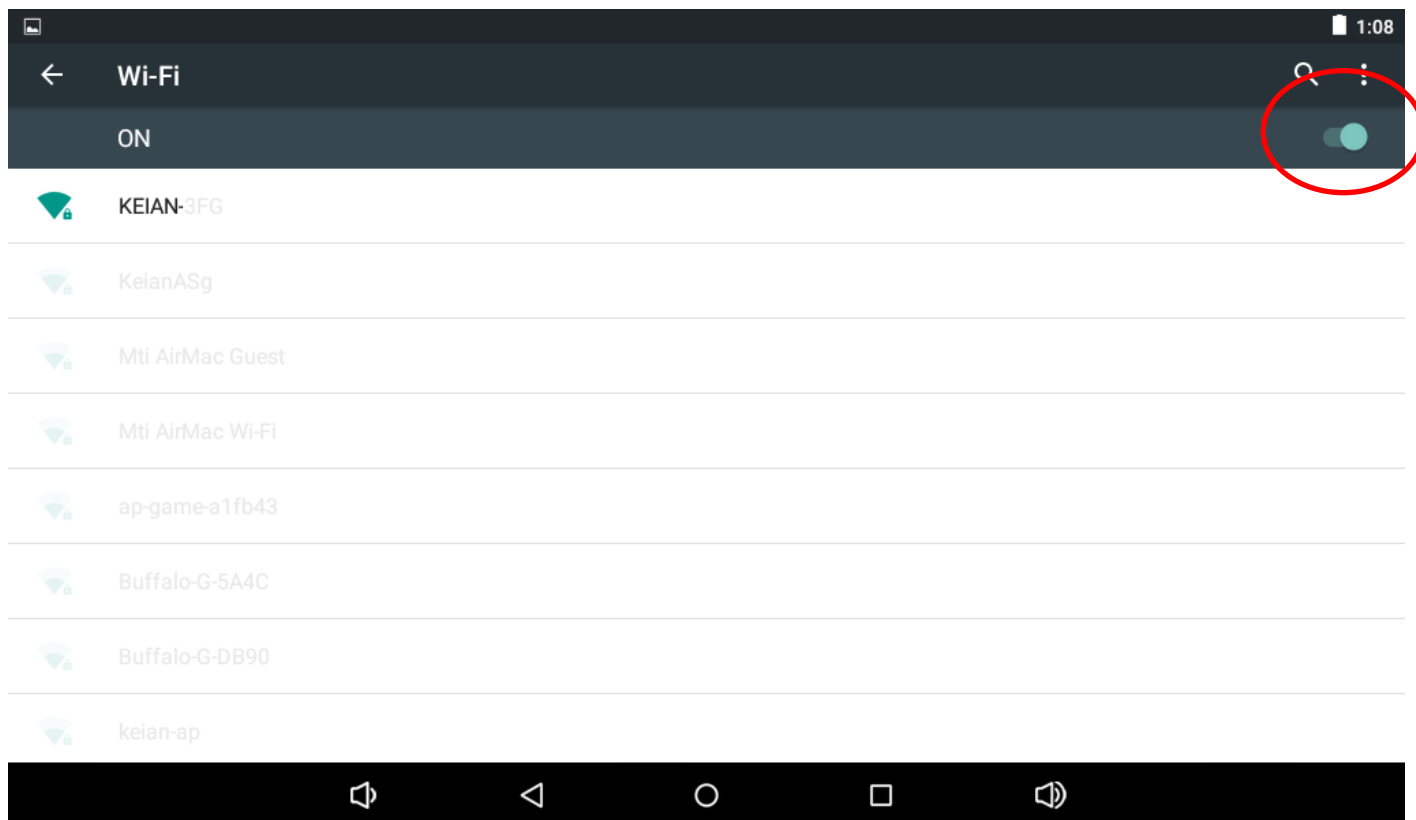 1:08
Wi-Fi
ON
KEIAN-3FG
KeianASg
Mti AirMac Guest
Mti AirMac Wi-Fi
ap-game-a1fb43
Buffalo-G-5A4C
Buffalo-G-DB90
keian-ap